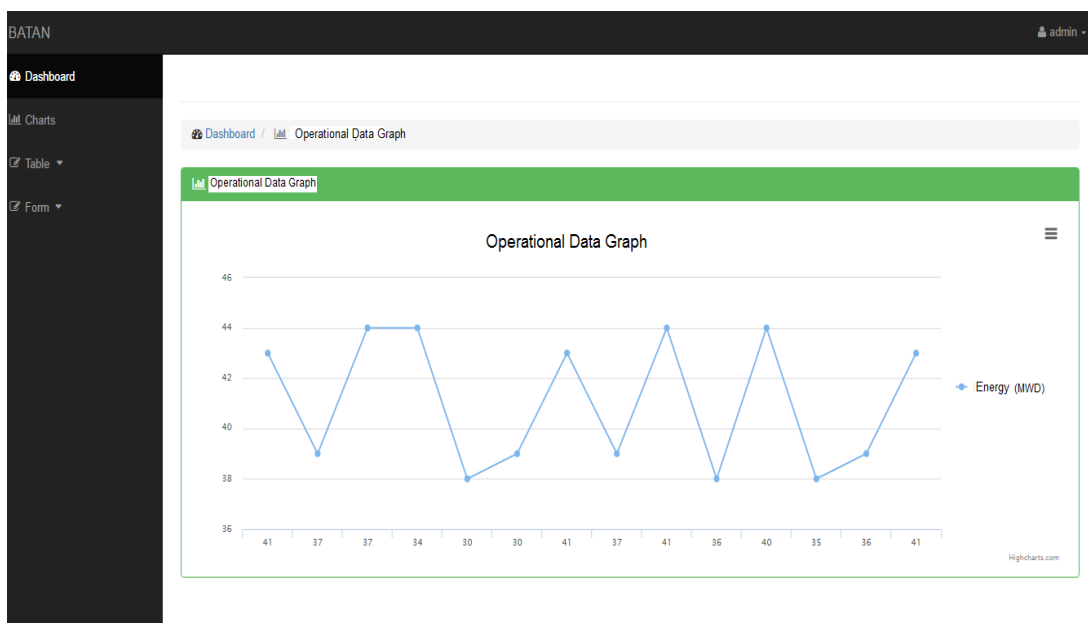 BATAN
admin
Dashboard
Charts
Table
Form
Dashboard / Operational Data Graph
Operational Data Graph
Operational Data Graph
46
44
42
40
38
36
41 37 37 34 30 30 41 37 41 36 40 35 36 41
Energy (MWD)
Highcharts.com